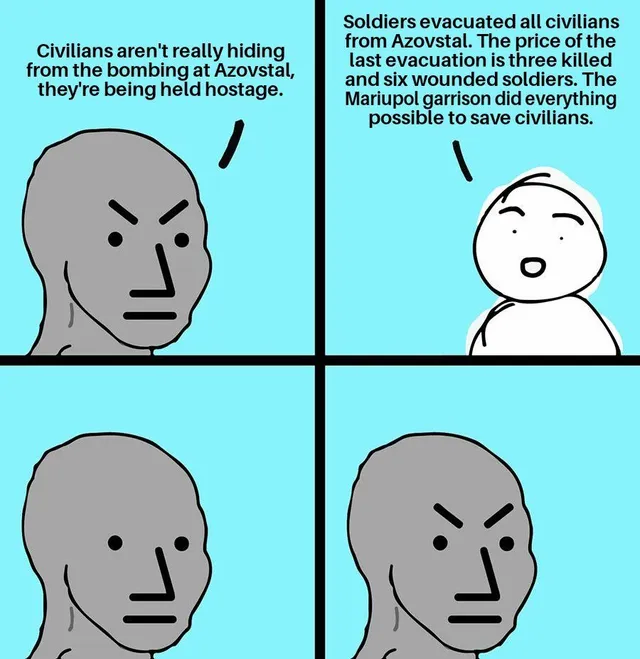 Civilians aren't really hiding
from the bombing at Azovstal,
they're being held hostage.
Soldiers evacuated all civilians
from Azovstal. The price of the
last evacuation is three killed
and six wounded soldiers. The
Mariupol garrison did everything
possible to save civilians.